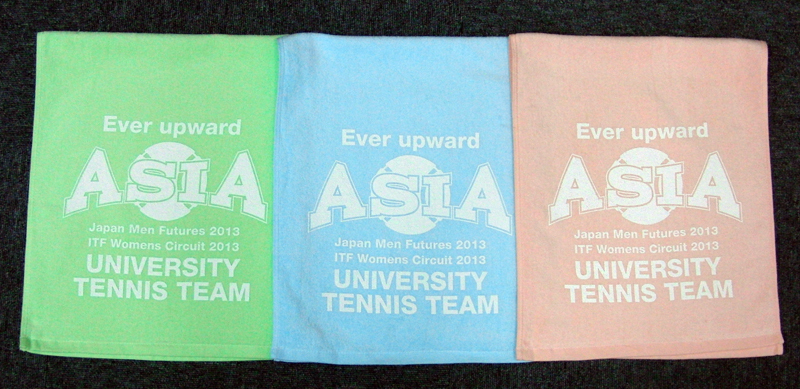 Ever upward
ASIA
Japan Men Futures 2013
ITF Womens Circuit 2013
UNIVERSITY
TENNIS TEAM
Ever upward
ASIA
Japan Men Futures 2013
ITF Womens Circuit 2013
UNIVERSITY
TENNIS TEAM
Ever upward
ASIA
Japan Men Futures 2013
ITF Womens Circuit 2013
UNIVERSITY
TENNIS TEAM